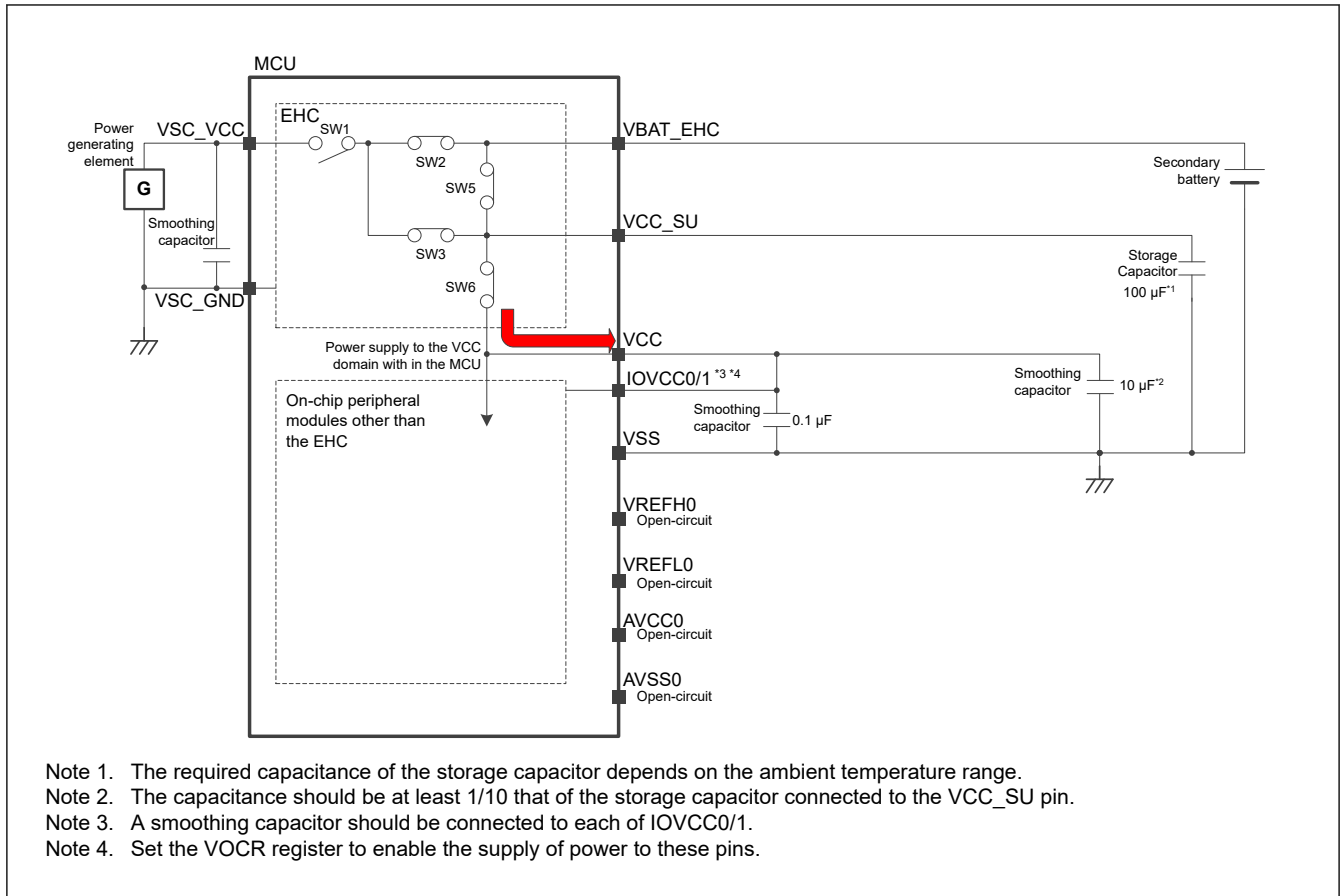 MCU
EHC
Power
generating
element
VSC_VCC
SW1
SW2
VBAT_EHC
G
SW5
Secondary
battery
Smoothing
capacitor
SW3
VCC_SU
SW6
Storage
Capacitor
100 µF*1
VSC_GND
Power supply to the VCC
domain with in the MCU
VCC
IOVCC0/1 *3 *4
Smoothing
capacitor
10 µF*2
On-chip peripheral
modules other than
the EHC
Smoothing
capacitor
0.1 µF
VSS
VREFH0
Open-circuit
VREFL0
Open-circuit
AVCC0
Open-circuit
AVSS0
Open-circuit
Note 1. The required capacitance of the storage capacitor depends on the ambient temperature range.
Note 2. The capacitance should be at least 1/10 that of the storage capacitor connected to the VCC_SU pin.
Note 3. A smoothing capacitor should be connected to each of IOVCC0/1.
Note 4. Set the VOCR register to enable the supply of power to these pins.